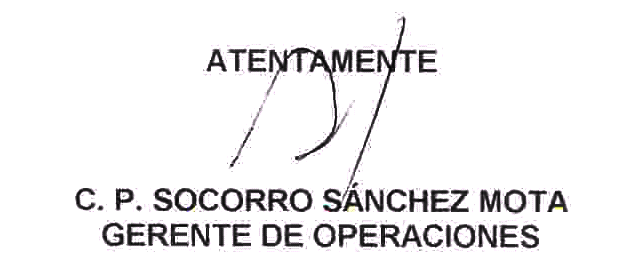 ATENTAMENTE
C. P. SOCORRO SÁNCHEZ MOTA
GERENTE DE OPERACIONES